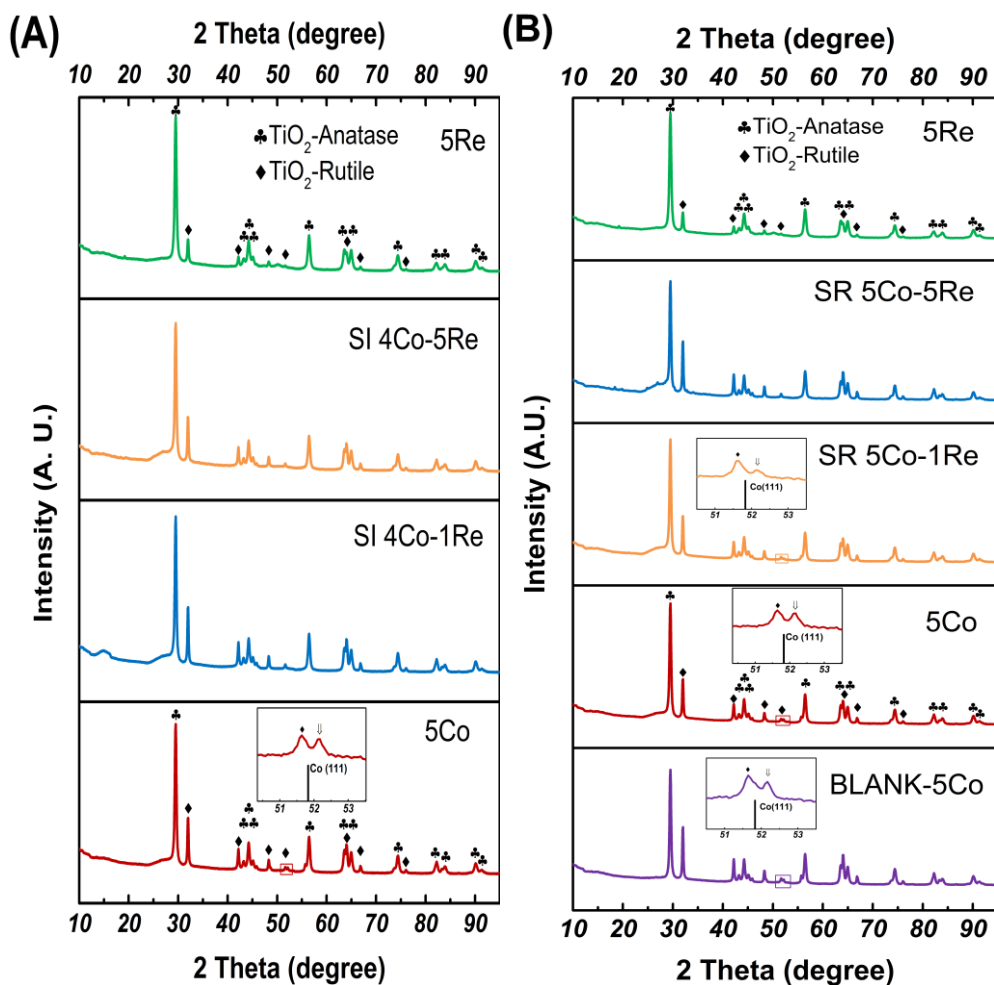 (A)
2 Theta (degree)
10 20 30 40 50 60 70 80 90
♣TiO2-Anatase
♦TiO2-Rutile
5Re
SI 4Co-5Re
SI 4Co-1Re
5Co
Co (111)
51 52 53
Intensity (A. U.)
10 20 30 40 50 60 70 80 90
2 Theta (degree)
(B)
2 Theta (degree)
10 20 30 40 50 60 70 80 90
♣TiO2-Anatase
♦TiO2-Rutile
5Re
SR 5Co-5Re
SR 5Co-1Re
Co(111)
51 52 53
5Co
Co (111)
51 52 53
BLANK-5Co
Co(111)
51 52 53
Intensity (A.U.)
10 20 30 40 50 60 70 80 90
2 Theta (degree)